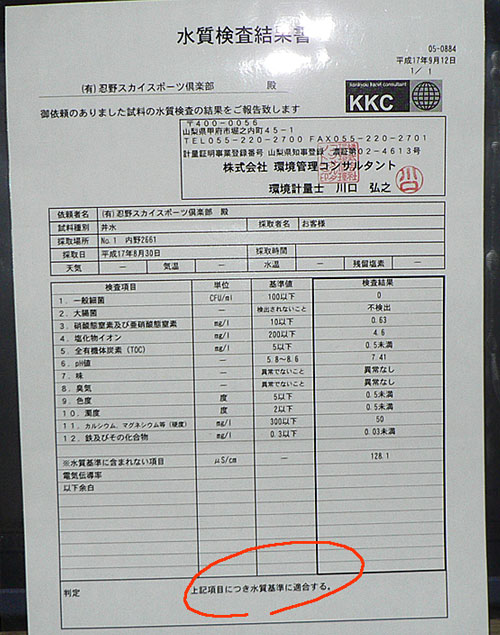 水質検査結果書
05-0884
平成17年9月12日
1／1
(有)忍野スカイスポーツ倶楽部 殿
御依頼のありました試料の水質検査の結果をご報告致します
kankyou kanri consultant
KKC
〒400-0056
山梨県甲府市堀之内町45-1
TEL055-220-2700 FAX055-220-2701
計量証明事業登録番号 山梨県知事登録 濃証第02-4613号
株式会社 環境管理コンサルタント
環境計量士 川口 弘之
依頼者名 (有)忍野スカイスポーツ倶楽部 殿
試料種別 井水 採取者名 お客様
採取場所 No.1 内野2661
採取日 平成17年8月30日 採取時間
天気 － 気温 － 水温 － 残留塩素 －
検査項目 単位 基準値 検査結果
1．一般細菌 CFU/ml 100以下 0
2．大腸菌 － 検出されないこと 不検出
3．硝酸態窒素及び亜硝酸態窒素 mg/l 10以下 0.63
4．塩化物イオン mg/l 200以下 4.6
5．全有機体炭素（TOC） mg/l 5以下 0.5未満
6．pH値 － 5.8～8.6 7.41
7．味 － 異常でないこと 異常なし
8．臭気 － 異常でないこと 異常なし
9．色度 度 5以下 0.5未満
10．濁度 度 2以下 0.5未満
11．カルシウム、マグネシウム等（硬度） mg/l 300以下 50
12．鉄及びその化合物 mg/l 0.3以下 0.03未満
※水質基準に含まれない項目 μS/cm － 128.1
電気伝導率
以下余白
判定 上記項目につき水質基準に適合する。